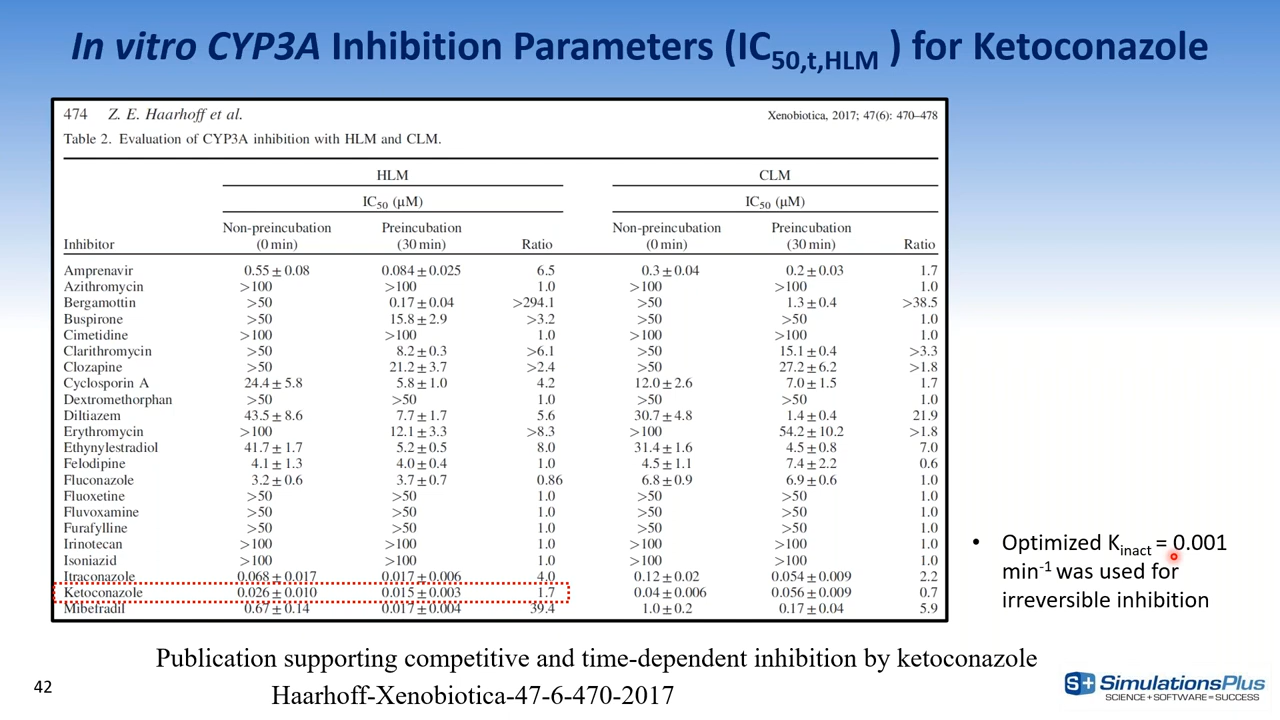 In vitro CYP3A Inhibition Parameters (IC50,t,HLM ) for Ketoconazole
474 Z. E. Haarhoff et al. Xenobiotica, 2017; 47(6): 470–478
Table 2. Evaluation of CYP3A inhibition with HLM and CLM.
HLM CLM
IC50 (μM) IC50 (μM)
Non-preincubation Preincubation Non-preincubation Preincubation
Inhibitor (0 min) (30 min) Ratio (0 min) (30 min) Ratio
Amprenavir 0.55 ± 0.08 0.084 ± 0.025 6.5 0.3 ± 0.04 0.2 ± 0.03 1.7
Azithromycin >100 >100 1.0 >100 >100 1.0
Bergamottin >50 0.17 ± 0.04 >294.1 >50 1.3 ± 0.4 >38.5
Buspirone >50 15.8 ± 2.9 >3.2 >50 >50 1.0
Cimetidine >100 >100 1.0 >100 >100 1.0
Clarithromycin >50 8.2 ± 0.3 >6.1 >50 15.1 ± 0.4 >3.3
Clozapine >50 21.2 ± 3.7 >2.4 >50 27.2 ± 6.2 >1.8
Cyclosporin A 24.4 ± 5.8 5.8 ± 1.0 4.2 12.0 ± 2.6 7.0 ± 1.5 1.7
Dextromethorphan >50 >50 1.0 >50 >50 1.0
Diltiazem 43.5 ± 8.6 7.7 ± 1.7 5.6 30.7 ± 4.8 1.4 ± 0.4 21.9
Erythromycin >100 12.1 ± 3.3 >8.3 >100 54.2 ± 10.2 >1.8
Ethynylestradiol 41.7 ± 1.7 5.2 ± 0.5 8.0 31.4 ± 1.6 4.5 ± 0.8 7.0
Felodipine 4.1 ± 1.3 4.0 ± 0.4 1.0 4.5 ± 1.1 7.4 ± 2.2 0.6
Fluconazole 3.2 ± 0.6 3.7 ± 0.7 0.86 6.8 ± 0.9 6.9 ± 0.6 1.0
Fluoxetine >50 >50 1.0 >50 >50 1.0
Fluvoxamine >50 >50 1.0 >50 >50 1.0
Furafylline >50 >50 1.0 >50 >50 1.0
Irinotecan >100 >100 1.0 >100 >100 1.0
Isoniazid >100 >100 1.0 >100 >100 1.0
Itraconazole 0.068 ± 0.017 0.017 ± 0.006 4.0 0.12 ± 0.02 0.054 ± 0.009 2.2
Ketoconazole 0.026 ± 0.010 0.015 ± 0.003 1.7 0.04 ± 0.006 0.056 ± 0.009 0.7
Mibefradil 0.67 ± 0.14 0.017 ± 0.004 39.4 1.0 ± 0.2 0.17 ± 0.04 5.9
• Optimized Kinact = 0.001
min-1 was used for
irreversible inhibition
Publication supporting competitive and time-dependent inhibition by ketoconazole
Haarhoff-Xenobiotica-47-6-470-2017
42
S+ SimulationsPlus
SCIENCE + SOFTWARE = SUCCESS